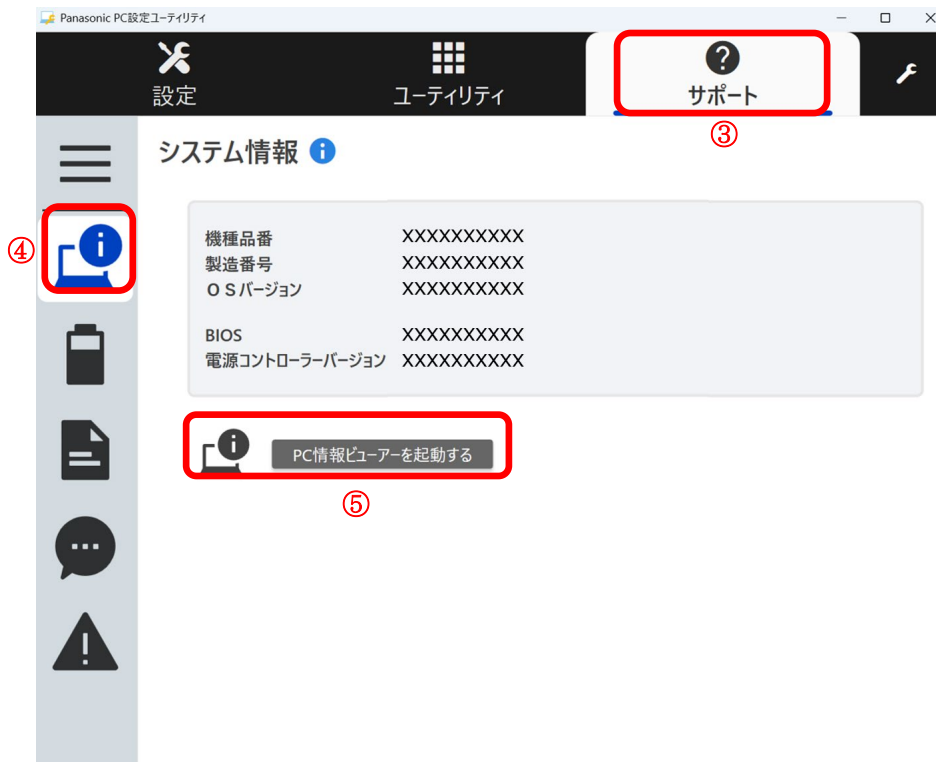 Panasonic PC設定ユーティリティ
設定
ユーティリティ
サポート
③
システム情報
④
機種品番 XXXXXXXXXX
製造番号 XXXXXXXXXX
OSバージョン XXXXXXXXXX
BIOS XXXXXXXXXX
電源コントローラーバージョン XXXXXXXXXX
PC情報ビューアーを起動する
⑤